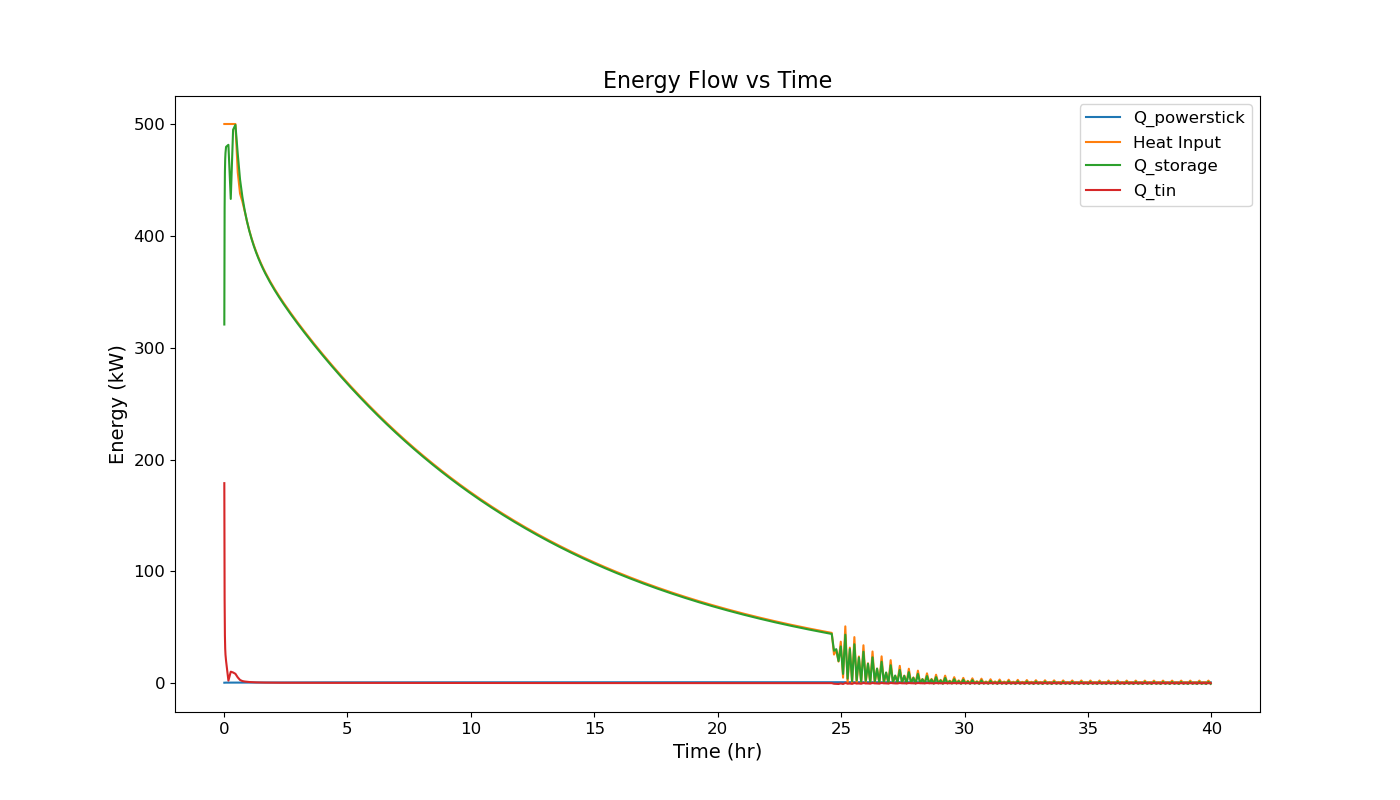 Energy Flow vs Time
Q_powerstick
Heat Input
Q_storage
Q_tin
Energy (kW)
500
400
300
200
100
0
0 5 10 15 20 25 30 35 40
Time (hr)